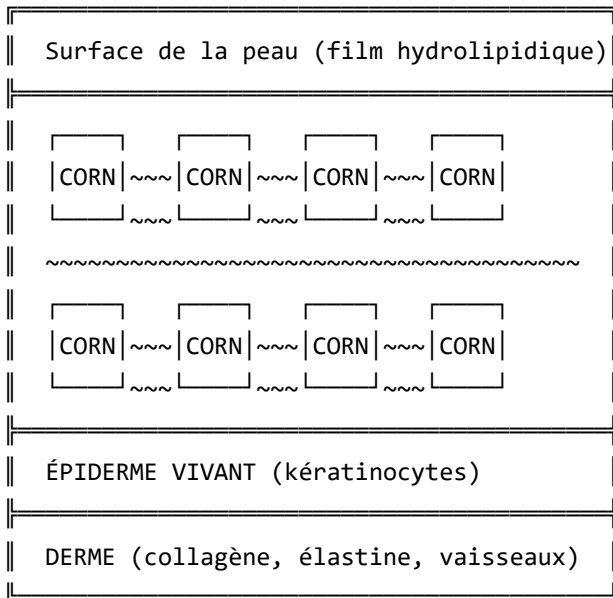 Surface de la peau (film hydrolipidique)
|CORN|~~~|CORN|~~~|CORN|~~~|CORN|
~~~ ~~~ ~~~
~~~~~~~~~~~~~~~~~~~~~~~~~~~~~~~~~~~~~~
|CORN|~~~|CORN|~~~|CORN|~~~|CORN|
~~~ ~~~ ~~~
ÉPIDERME VIVANT (kératinocytes)
DERME (collagène, élastine, vaisseaux)